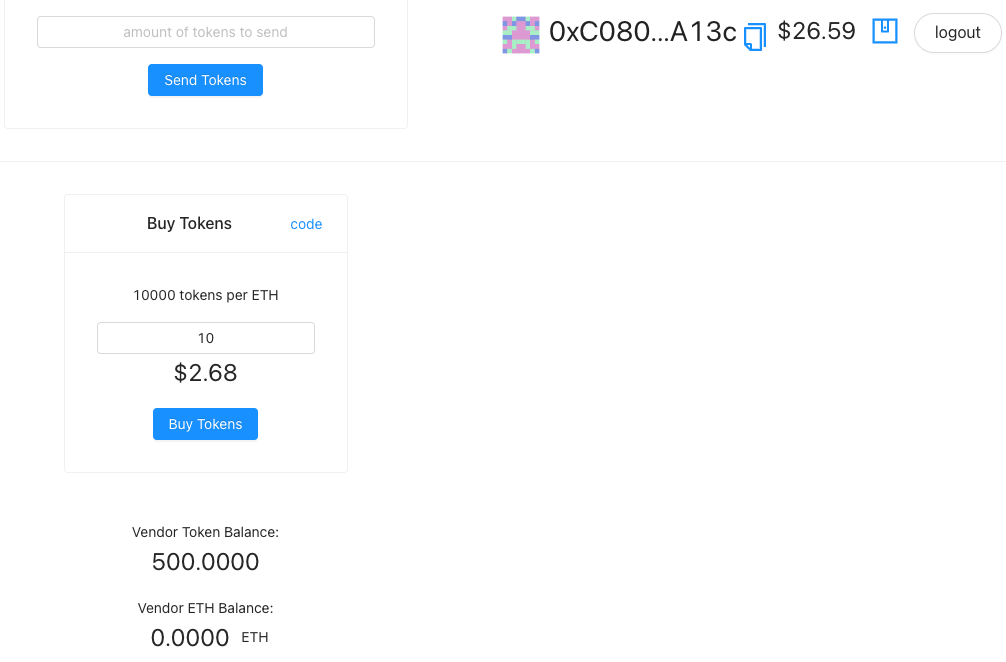 amount of tokens to send
Send Tokens
0xC080...A13c $26.59 logout
Buy Tokens code
10000 tokens per ETH
10
$2.68
Buy Tokens
Vendor Token Balance:
500.0000
Vendor ETH Balance:
0.0000 ETH